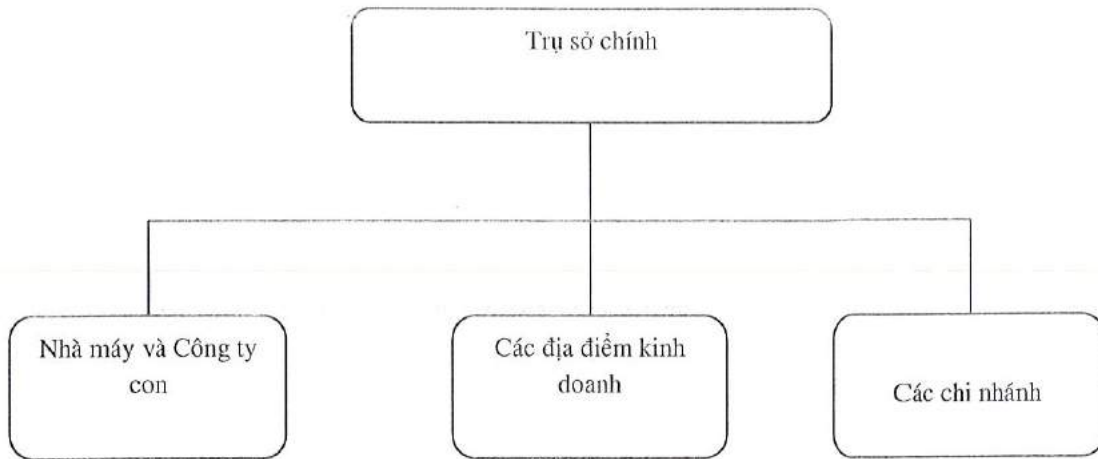 Trụ sở chính
Nhà máy và Công ty
con
Các địa điểm kinh
doanh
Các chi nhánh